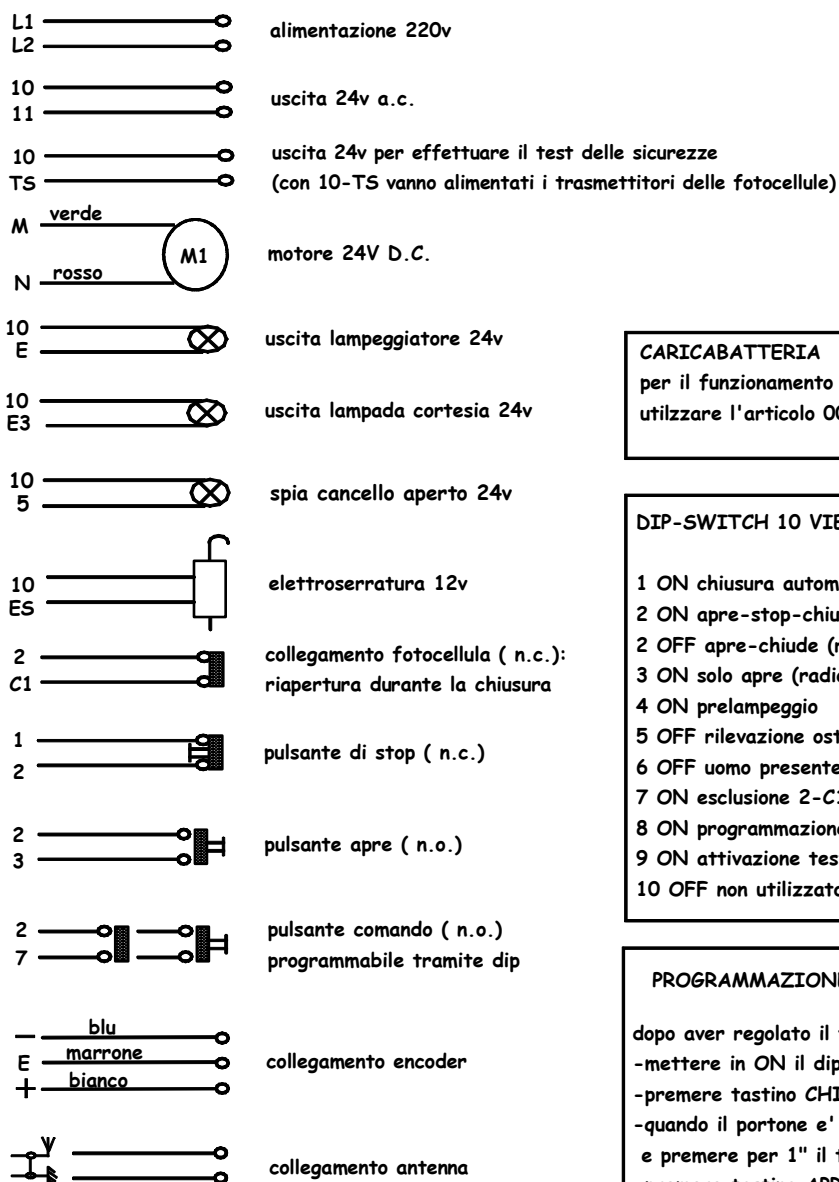 L1
L2
alimentazione 220v
10
11
uscita 24v a.c.
10
TS
uscita 24v per effettuare il test delle sicurezze
(con 10-TS vanno alimentati i trasmettitori delle fotocellule)
M verde
N rosso
M1
motore 24V D.C.
10
E
uscita lampeggiatore 24v
10
E3
uscita lampada cortesia 24v
10
5
spia cancello aperto 24v
10
ES
elettroserratura 12v
2
C1
collegamento fotocellula ( n.c.):
riapertura durante la chiusura
1
2
pulsante di stop ( n.c.)
2
3
pulsante apre ( n.o.)
2
7
pulsante comando ( n.o.)
programmabile tramite dip
— blu
E marrone
+ bianco
collegamento encoder
collegamento antenna
CARICABATTERIA
per il funzionamento
utilzzare l'articolo
DIP-SWITCH 10
1 ON chiusura
2 ON apre-stop-
2 OFF apre-chiude
3 ON solo apre
4 ON prelampeggio
5 OFF rilevazione
6 OFF uomo presente
7 ON esclusione
8 ON programmazione
9 ON attivazione
10 OFF non
dopo aver regolato il
-mettere in ON il
-premere tastino
-quando il portone e'
e premere per 1" il